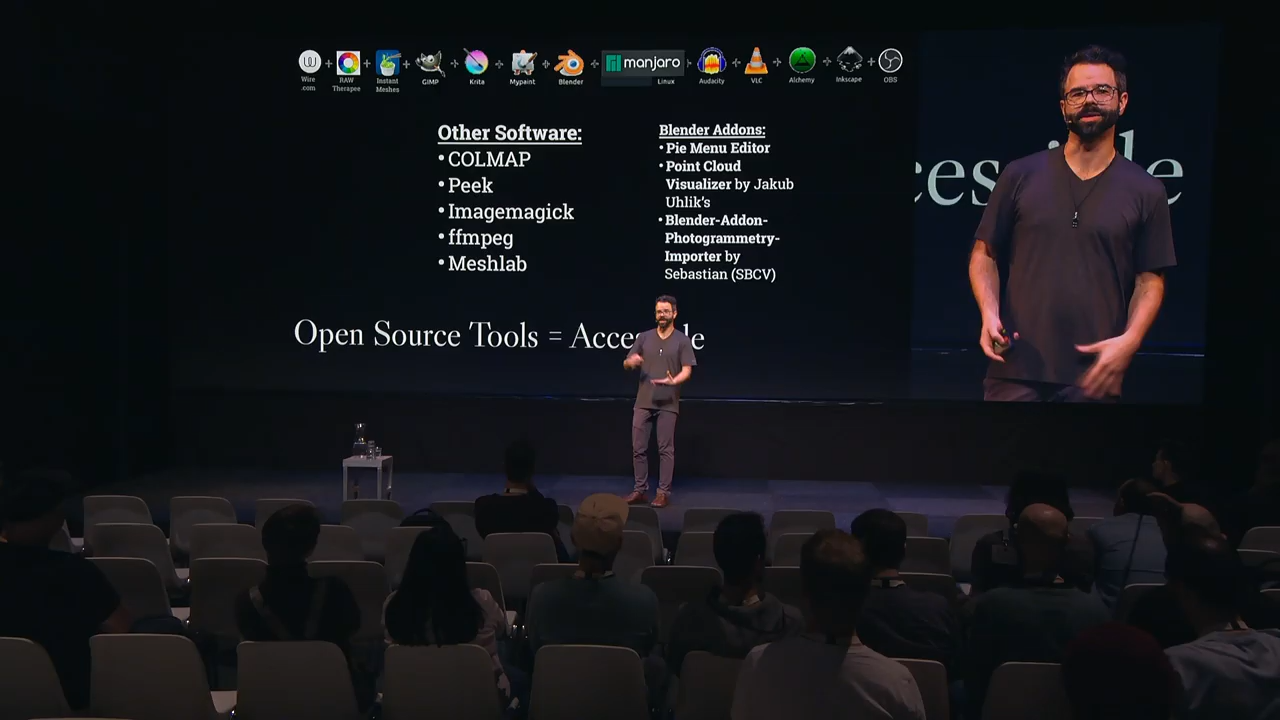 Wire
.com
RAW
Therapee
Instant
Meshes
GIMP
Krita
Mypaint
Blender
manjaro
Linux
Audacity
VLC
Alchemy
Inkscape
OBS
Other Software:
• COLMAP
• Peek
• Imagemagick
• ffmpeg
• Meshlab
Blender Addons:
• Pie Menu Editor
• Point Cloud
Visualizer by Jakub
Uhlik's
• Blender-Addon-
Photogrammetry-
Importer by
Sebastian (SBCV)
Open Source Tools =